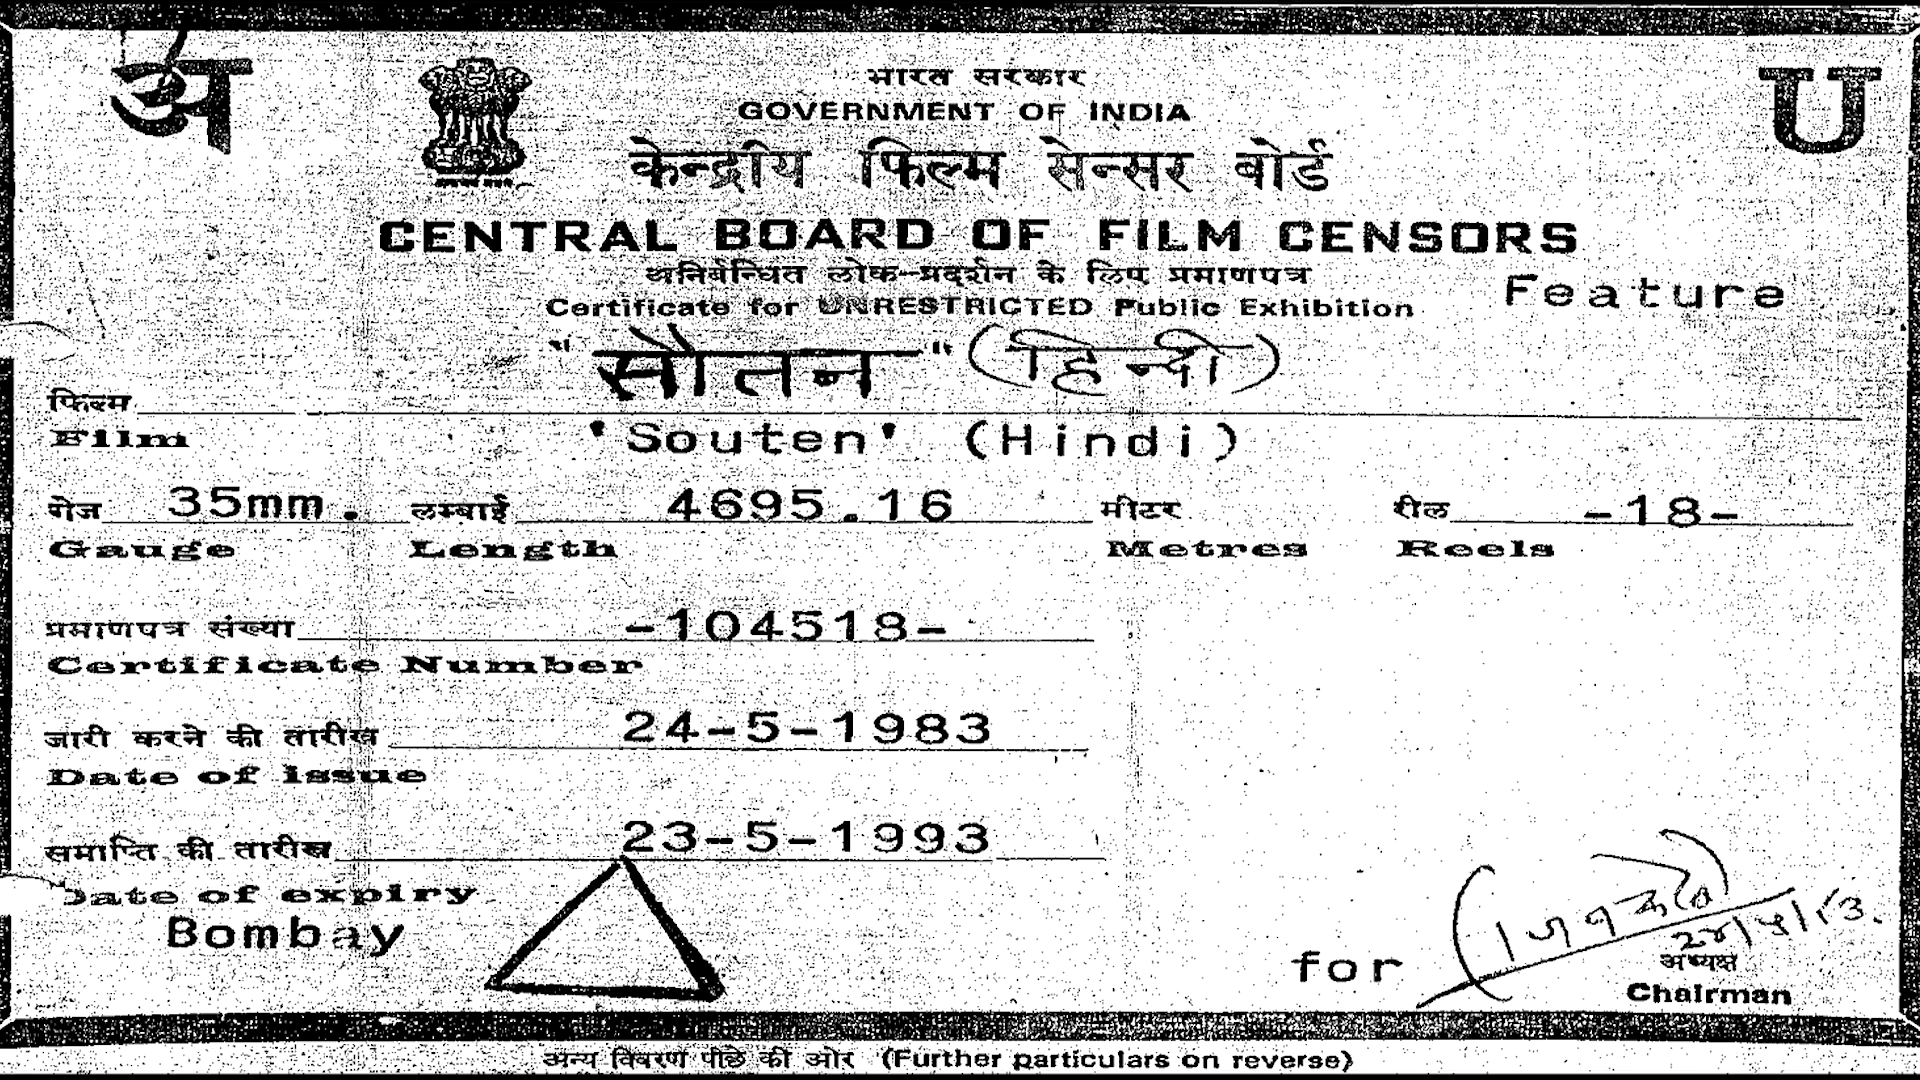 अ
U
भारत सरकार
GOVERNMENT OF INDIA
केन्द्रीय फिल्म सेन्सर बोर्ड
CENTRAL BOARD OF FILM CENSORS
अनिर्बन्धित लोक-प्रदर्शन के लिए प्रमाणपत्र
Certificate for UNRESTRICTED Public Exhibition
Feature
फिल्म "सौतन" (हिन्दी)
Film 'Souten' (Hindi)
गेज 35mm. लम्बाई 4695.16 मीटर रील -18-
Gauge Length Metres Reels
प्रमाणपत्र संख्या -104518-
Certificate Number
जारी करने की तारीख 24-5-1983
Date of issue
समाप्ति की तारीख 23-5-1993
Date of expiry
Bombay
for
अध्यक्ष
Chairman
अन्य विवरण पीछे की ओर (Further particulars on reverse)